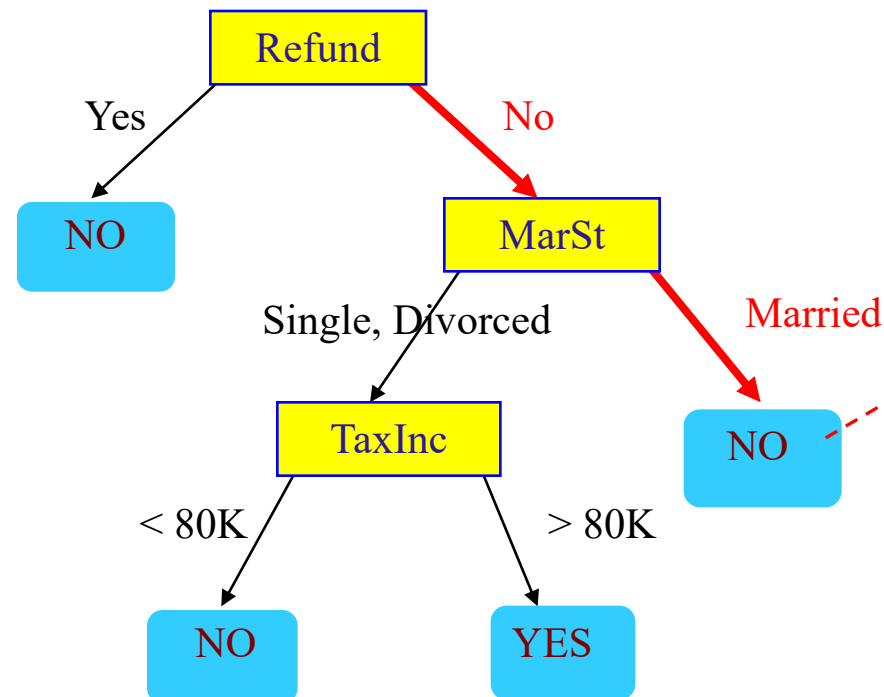 Refund
Yes
No
NO
MarSt
Single, Divorced
Married
TaxInc
NO
< 80K
> 80K
NO
YES